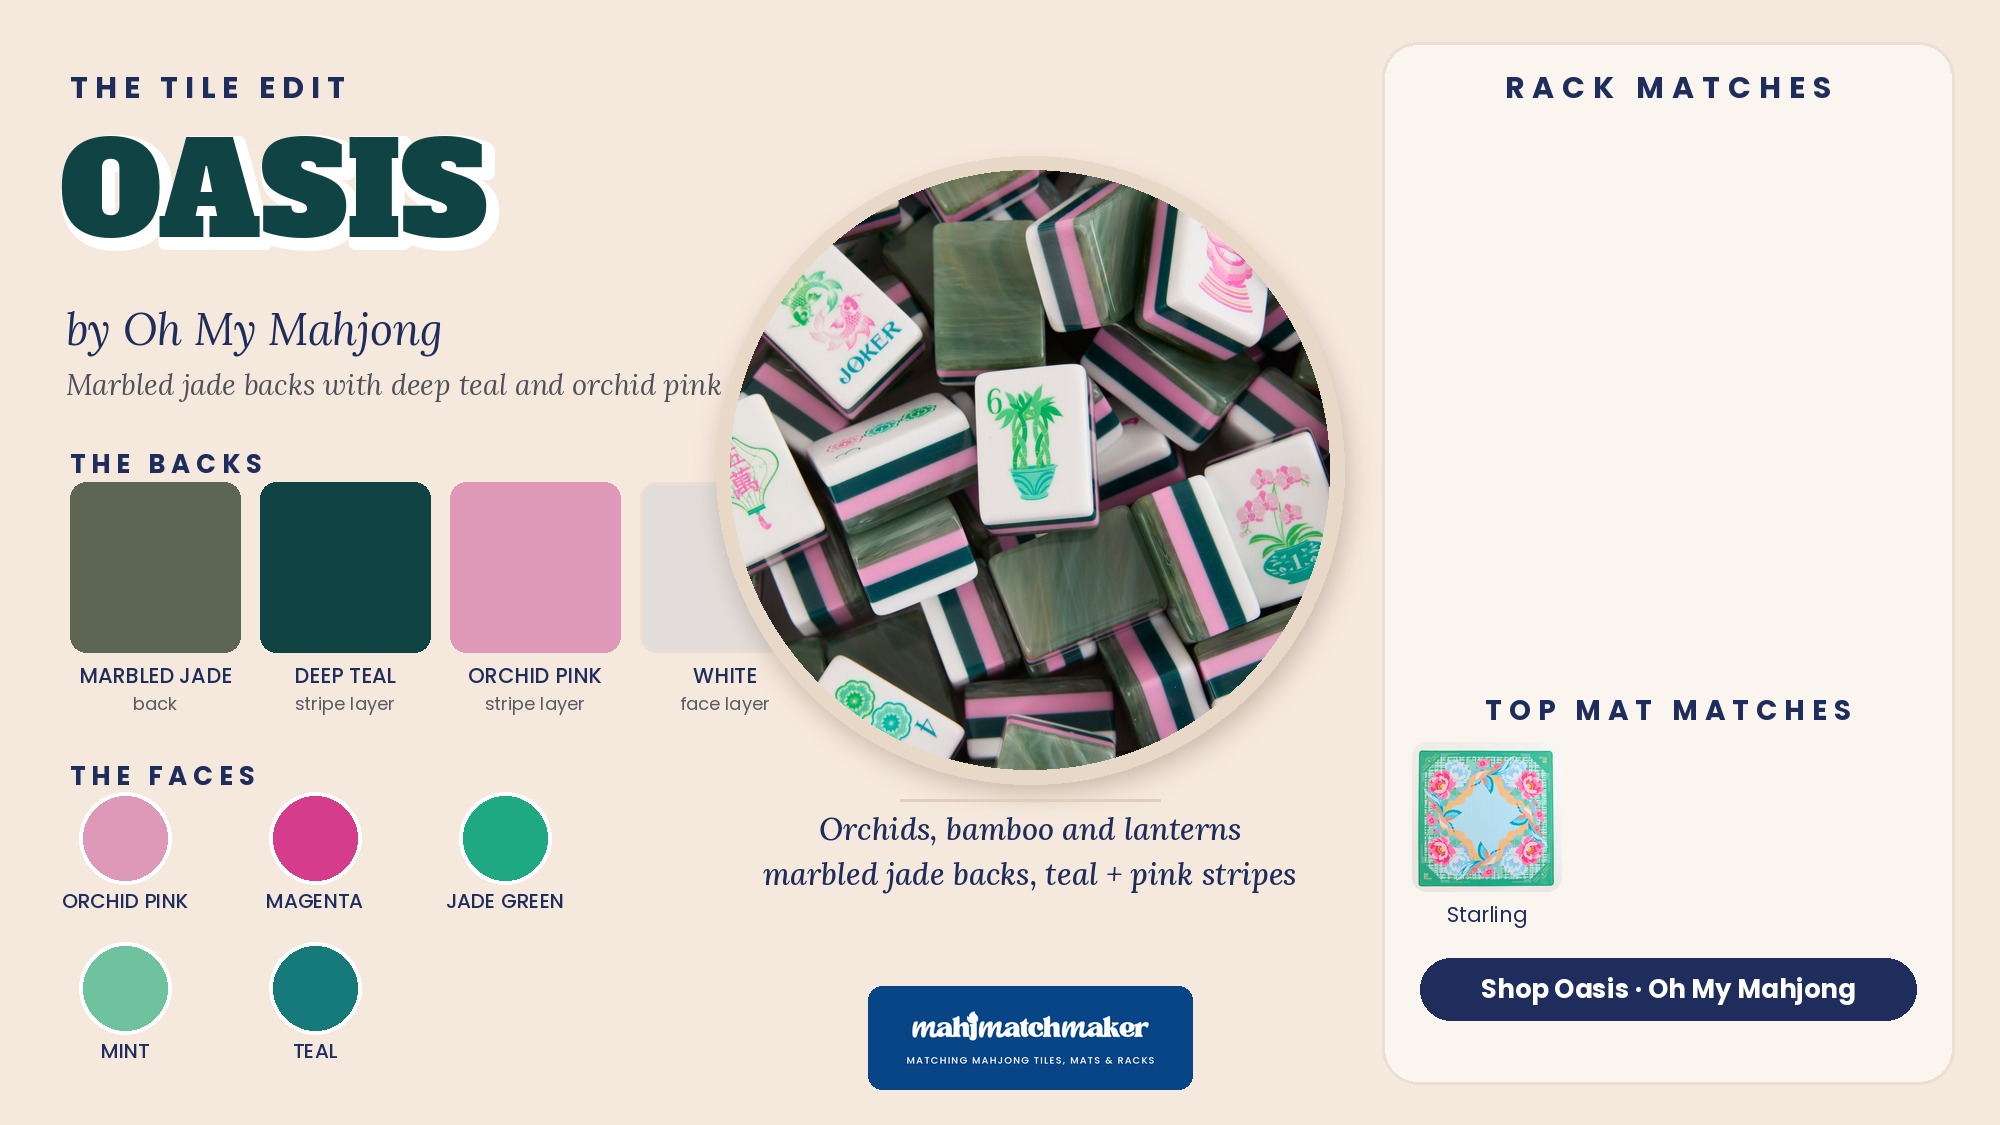 THE TILE EDIT
OASIS
by Oh My Mahjong
Marbled jade backs with deep teal and orchid pink
THE BACKS
MARBLED JADE
back
DEEP TEAL
stripe layer
ORCHID PINK
stripe layer
WHITE
face layer
THE FACES
ORCHID PINK
MAGENTA
JADE GREEN
MINT
TEAL
JOKER
6
五萬
4
Orchids, bamboo and lanterns
marbled jade backs, teal + pink stripes
mahjmatchmaker
MATCHING MAHJONG TILES, MATS & RACKS
RACK MATCHES
TOP MAT MATCHES
Starling
Shop Oasis · Oh My Mahjong